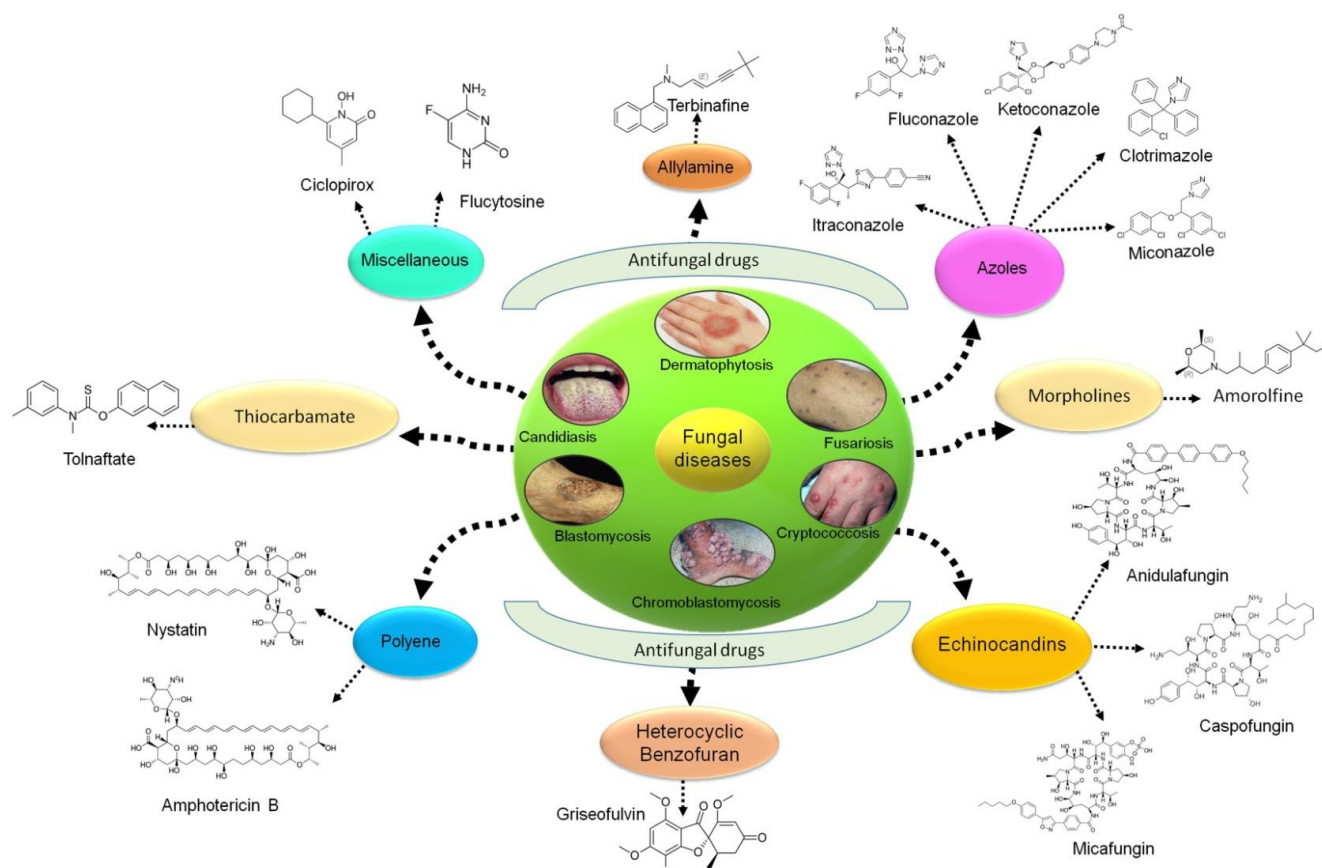 Terbinafine
Allylamine
Fluconazole
Ketoconazole
Clotrimazole
Itraconazole
Miconazole
Azoles
Ciclopirox
Flucytosine
Miscellaneous
Antifungal drugs
Dermatophytosis
Candidiasis
Fusariosis
Fungal
diseases
Blastomycosis
Cryptococcosis
Chromoblastomycosis
Thiocarbamate
Tolnaftate
Morpholines
Amorolfine
Nystatin
Polyene
Amphotericin B
Antifungal drugs
Echinocandins
Anidulafungin
Caspofungin
Micafungin
Heterocyclic
Benzofuran
Griseofulvin